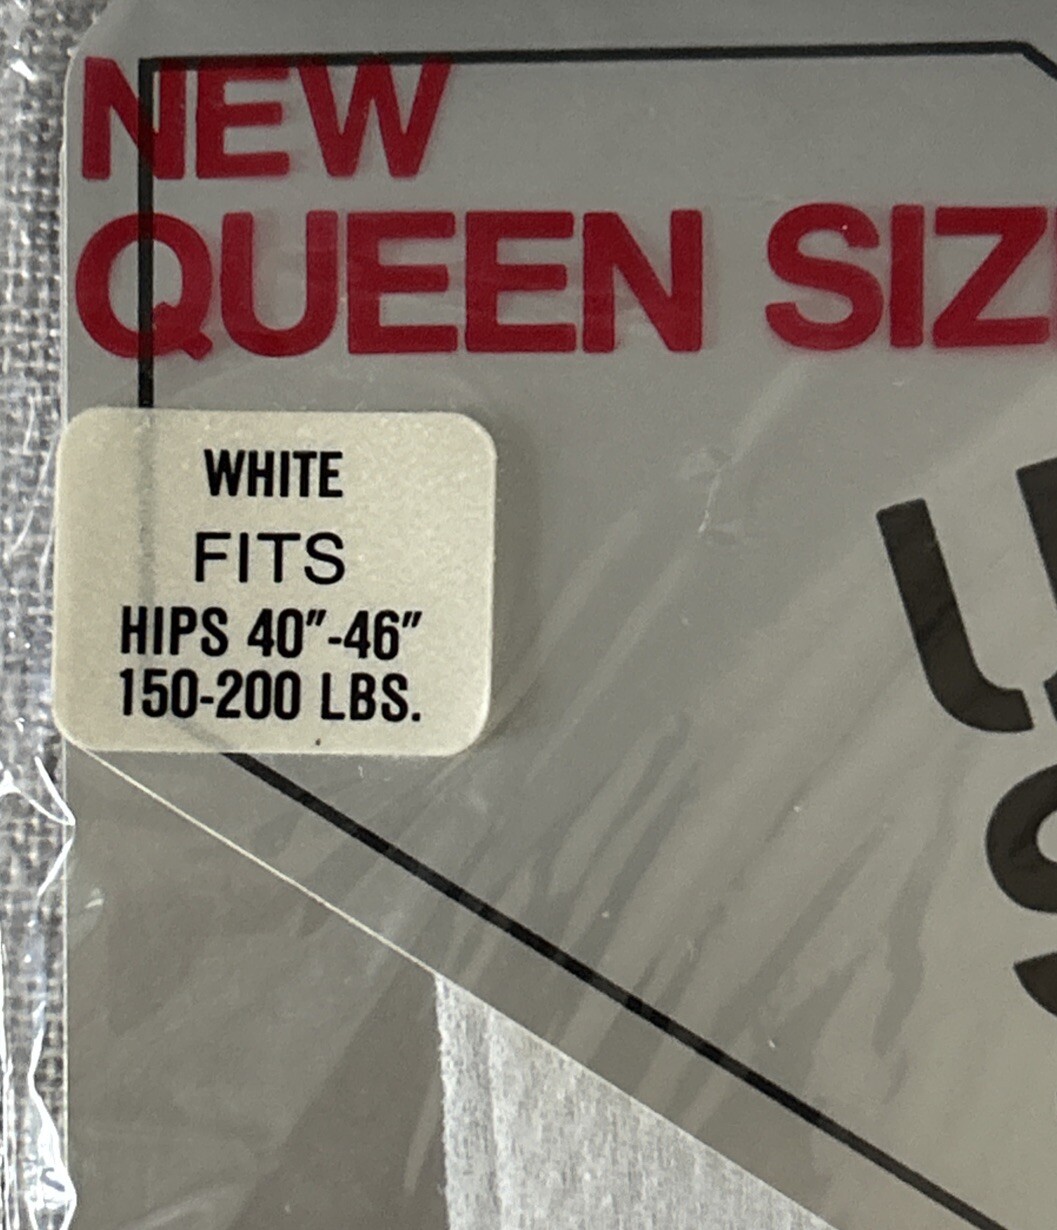 NEW
QUEEN SIZ
WHITE
FITS
HIPS 40"-46"
150-200 LBS.